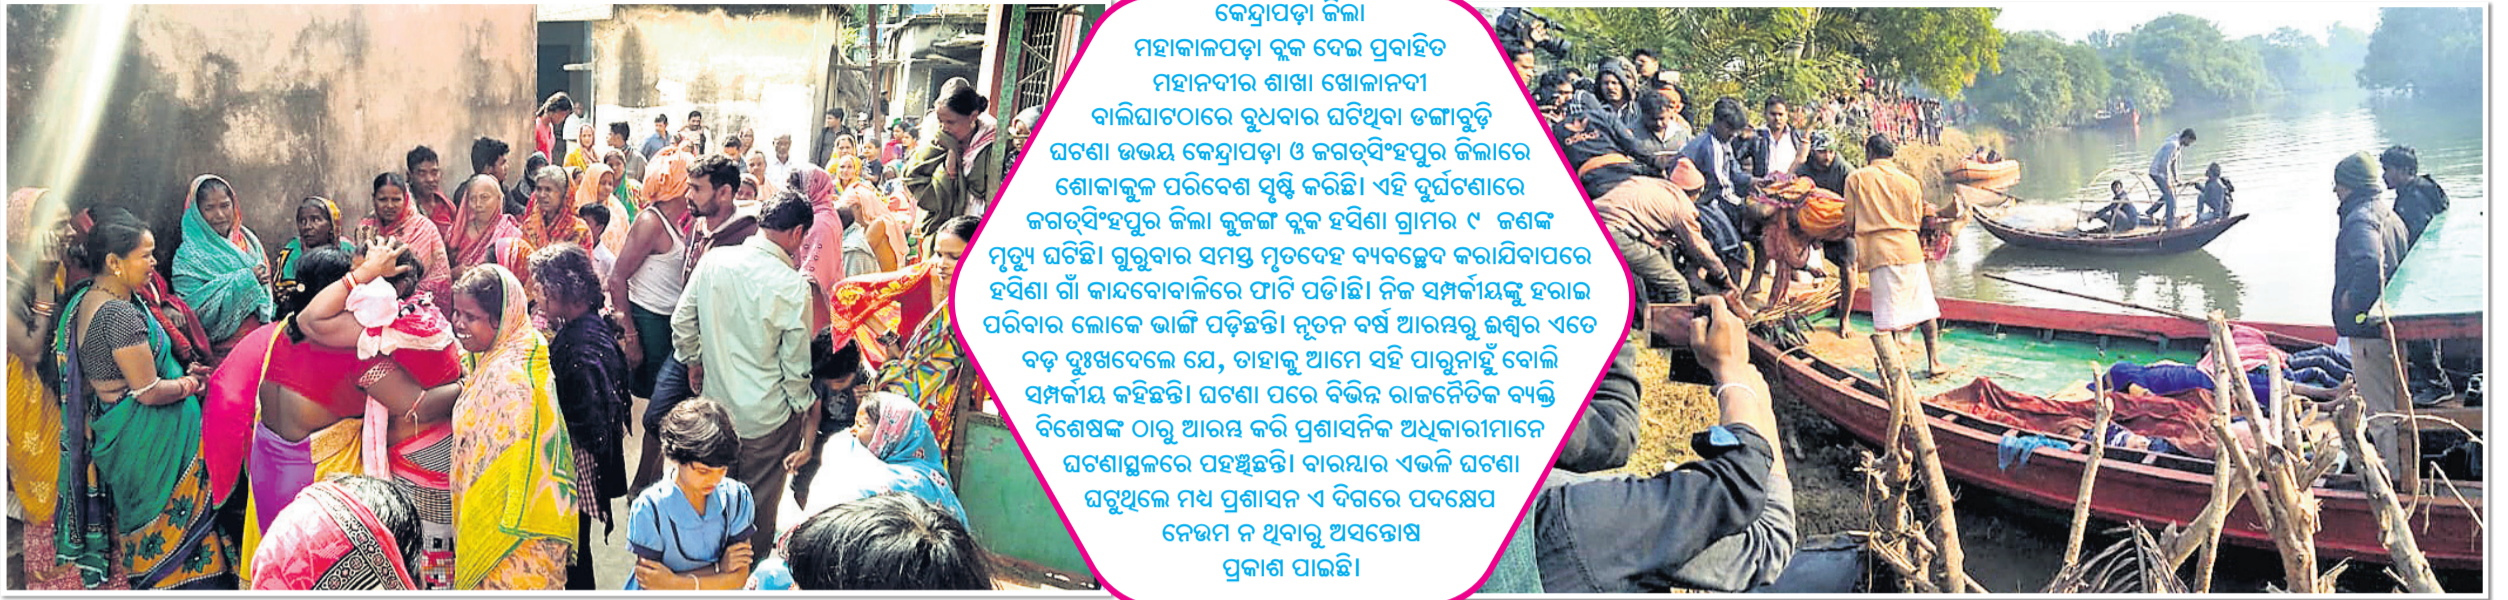 କେନ୍ଦ୍ରାପଡ଼ା ଜିଲା
ମହାକାଳପଡ଼ା ବ୍ଲକ ଦେଇ ପ୍ରବାହିତ
ମହାନଦୀର ଶାଖା ଖୋଳାନଦୀ
ବାଲିଘାଟଠାରେ ବୁଧବାର ଘଟିଥିବା ଡଙ୍ଗାବୁଡ଼ି
ଘଟଣା ଉଭୟ କେନ୍ଦ୍ରାପଡ଼ା ଓ ଜଗତ୍‌ସିଂହପୁର ଜିଲାରେ
ଶୋକାକୁଳ ପରିବେଶ ସୃଷ୍ଟି କରିଛି। ଏହି ଦୁର୍ଘଟଣାରେ
ଜଗତ୍‌ସିଂହପୁର ଜିଲା କୁଜଙ୍ଗ ବ୍ଲକ ହସିଣା ଗ୍ରାମର ୯ ଜଣଙ୍କ
ମୃତ୍ୟୁ ଘଟିଛି। ଗୁରୁବାର ସମସ୍ତ ମୃତଦେହ ବ୍ୟବଚ୍ଛେଦ କରାଯିବାପରେ
ହସିଣା ଗାଁ କାନ୍ଦବୋବାଳିରେ ଫାଟି ପଡିାଛି। ନିଜ ସମ୍ପର୍କୀୟଙ୍କୁ ହରାଇ
ପରିବାର ଲୋକେ ଭାଙ୍ଗି ପଡ଼ିଛନ୍ତି। ନୂତନ ବର୍ଷ ଆରମ୍ଭରୁ ଈଶ୍ୱର ଏତେ
ବଡ଼ ଦୁଃଖଦେଲେ ଯେ, ତାହାକୁ ଆମେ ସହି ପାରୁନାହୁଁ ବୋଲି
ସମ୍ପର୍କୀୟ କହିଛନ୍ତି। ଘଟଣା ପରେ ବିଭିନ୍ନ ରାଜନୈତିକ ବ୍ୟକ୍ତି
ବିଶେଷଙ୍କ ଠାରୁ ଆରମ୍ଭ କରି ପ୍ରଶାସନିକ ଅଧିକାରୀମାନେ
ଘଟଣାସ୍ଥଳରେ ପହଞ୍ଚିଛନ୍ତି। ବାରମ୍ବାର ଏଭଳି ଘଟଣା
ଘଟୁଥିଲେ ମଧ୍ୟ ପ୍ରଶାସନ ଏ ଦିଗରେ ପଦକ୍ଷେପ
ନେଉମ ନ ଥିବାରୁ ଅସନ୍ତୋଷ
ପ୍ରକାଶ ପାଇଛି।